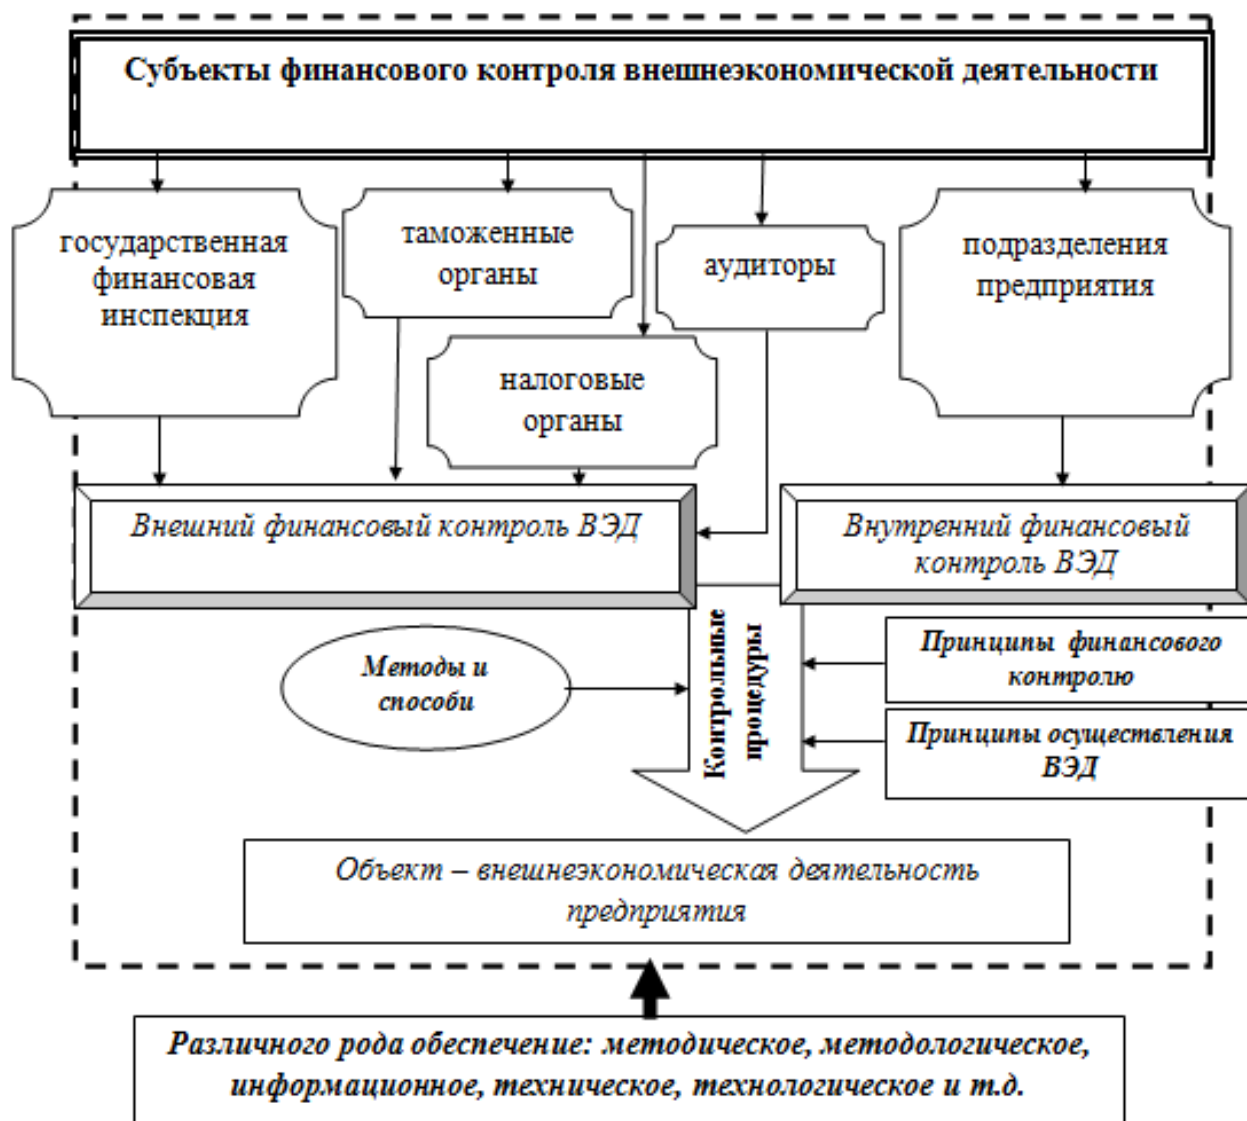 Субъекты финансового контроля внешнеэкономической деятельности
государственная
финансовая
инспекция
таможенные
органы
аудиторы
подразделения
предприятия
налоговые
органы
Внешний финансовый контроль ВЭД
Внутренний финансовый
контроль ВЭД
Методы и
способи
Контрольные
процедуры
Принципы финансового
контролю
Принципы осуществления
ВЭД
Объект – внешнеэкономическая деятельность
предприятия
Различного рода обеспечение: методическое, методологическое,
информационное, техническое, технологическое и т.д.